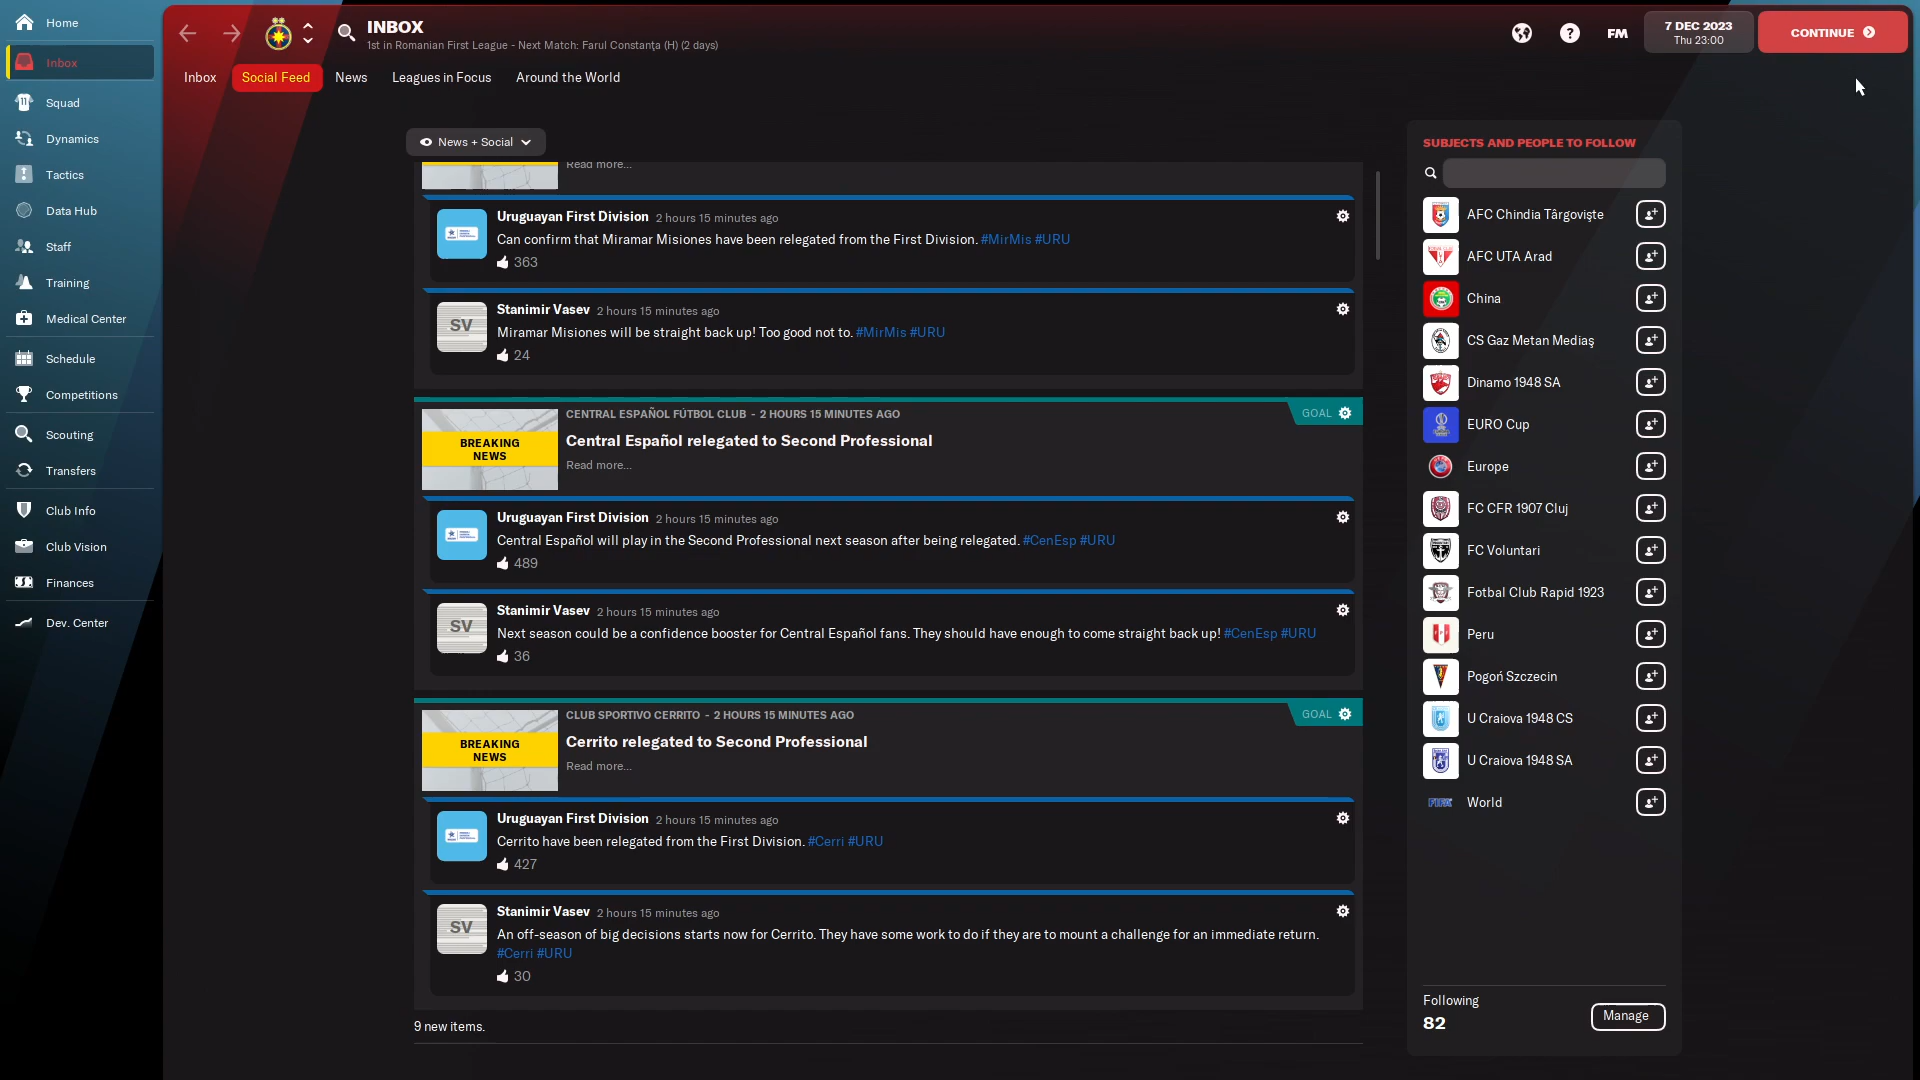 Home
Inbox
Squad
Dynamics
Tactics
Data Hub
Staff
Training
Medical Center
Schedule
Competitions
Scouting
Transfers
Club Info
Club Vision
Finances
Dev. Center
INBOX
1st in Romanian First League - Next Match: Farul Constanţa (H) (2 days)
FM
7 DEC 2023
Thu 23:00
CONTINUE
Inbox Social Feed News Leagues in Focus Around the World
News + Social
Read more...
Uruguayan First Division 2 hours 15 minutes ago
Can confirm that Miramar Misiones have been relegated from the First Division. #MirMis #URU
363
SV
Stanimir Vasev 2 hours 15 minutes ago
Miramar Misiones will be straight back up! Too good not to. #MirMis #URU
24
CENTRAL ESPAÑOL FÚTBOL CLUB - 2 HOURS 15 MINUTES AGO
GOAL
BREAKING
NEWS
Central Español relegated to Second Professional
Read more...
Uruguayan First Division 2 hours 15 minutes ago
Central Español will play in the Second Professional next season after being relegated. #CenEsp #URU
489
SV
Stanimir Vasev 2 hours 15 minutes ago
Next season could be a confidence booster for Central Español fans. They should have enough to come straight back up! #CenEsp #URU
36
CLUB SPORTIVO CERRITO - 2 HOURS 15 MINUTES AGO
GOAL
BREAKING
NEWS
Cerrito relegated to Second Professional
Read more...
Uruguayan First Division 2 hours 15 minutes ago
Cerrito have been relegated from the First Division. #Cerri #URU
427
SV
Stanimir Vasev 2 hours 15 minutes ago
An off-season of big decisions starts now for Cerrito. They have some work to do if they are to mount a challenge for an immediate return.
#Cerri #URU
30
9 new items.
SUBJECTS AND PEOPLE TO FOLLOW
AFC Chindia Târgovişte
AFC UTA Arad
China
CS Gaz Metan Mediaş
Dinamo 1948 SA
EURO Cup
Europe
FC CFR 1907 Cluj
FC Voluntari
Fotbal Club Rapid 1923
Peru
Pogoń Szczecin
U Craiova 1948 CS
U Craiova 1948 SA
FIFA
World
Following
82
Manage